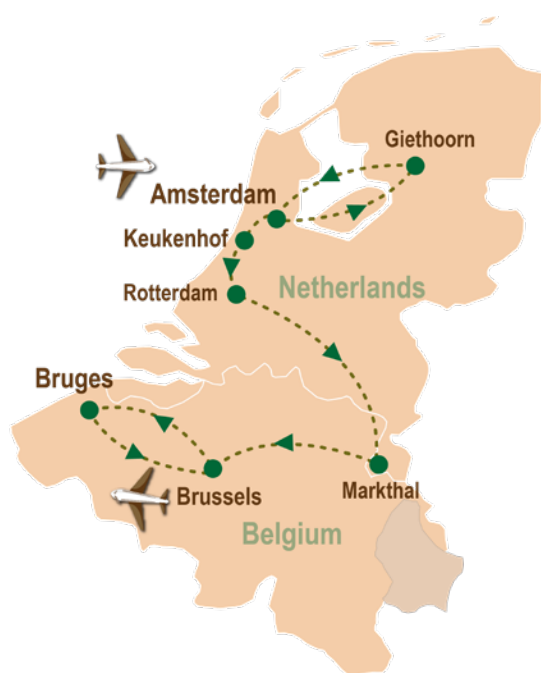 Giethoorn
Amsterdam
Keukenhof
Rotterdam
Netherlands
Bruges
Brussels
Markthal
Belgium